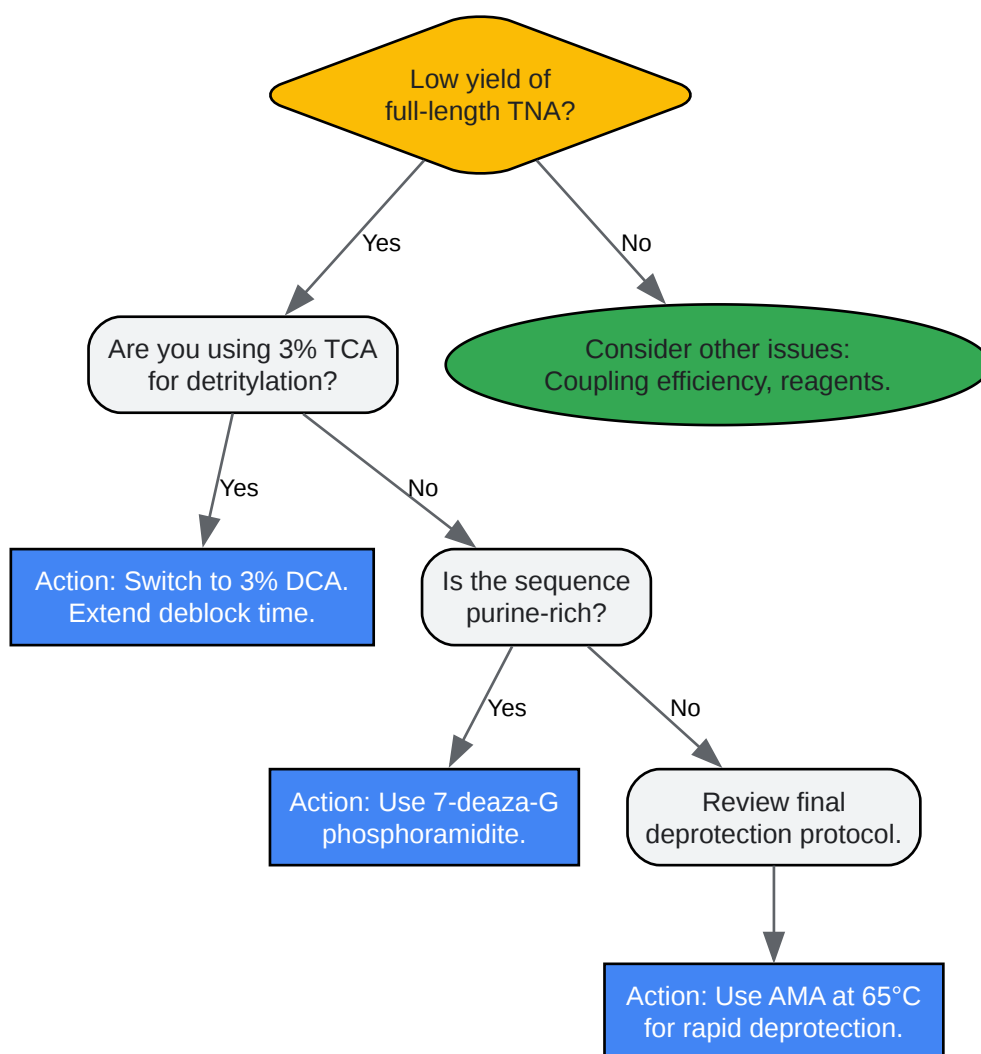 Low yield of
full-length TNA?
Yes
No
Are you using 3% TCA
for detritylation?
Consider other issues:
Coupling efficiency, reagents.
Yes
No
Action: Switch to 3% DCA.
Extend deblock time.
Is the sequence
purine-rich?
Yes
No
Action: Use 7-deaza-G
phosphoramidite.
Review final
deprotection protocol.
Action: Use AMA at 65°C
for rapid deprotection.